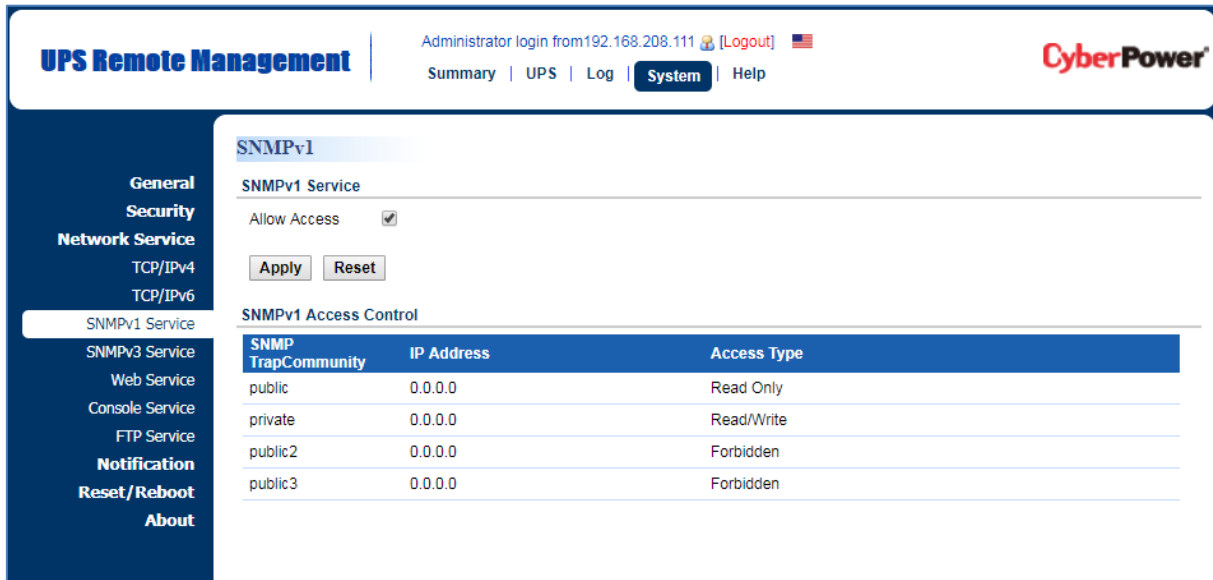 UPS Remote Management
Administrator login from192.168.208.111 [Logout]
Summary | UPS | Log | System | Help
CyberPower
General
Security
Network Service
TCP/IPv4
TCP/IPv6
SNMPv1 Service
SNMPv3 Service
Web Service
Console Service
FTP Service
Notification
Reset/Reboot
About
SNMPv1
SNMPv1 Service
Allow Access
Apply Reset
SNMPv1 Access Control
SNMP TrapCommunity IP Address Access Type
public 0.0.0.0 Read Only
private 0.0.0.0 Read/Write
public2 0.0.0.0 Forbidden
public3 0.0.0.0 Forbidden